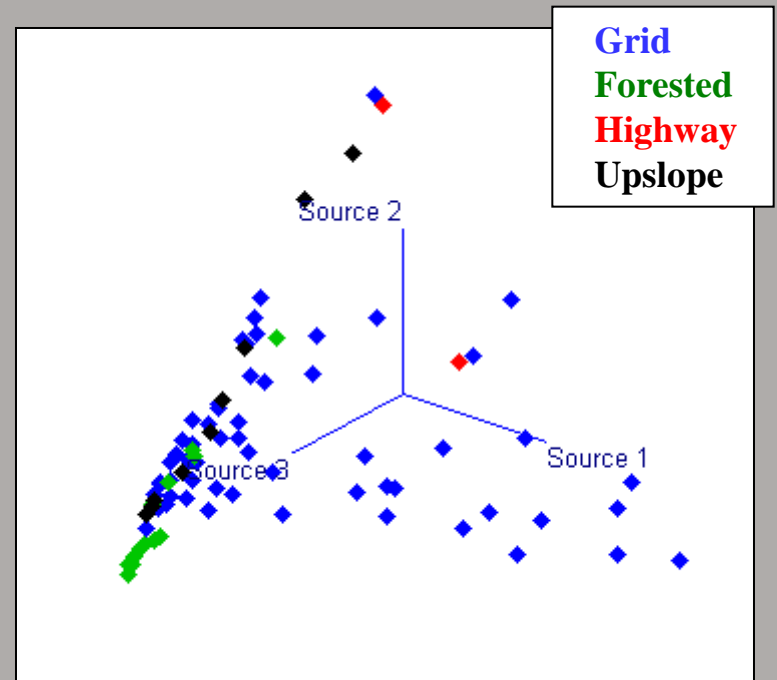 Grid
Forested
Highway
Upslope
Source 2
Source 3
Source 1